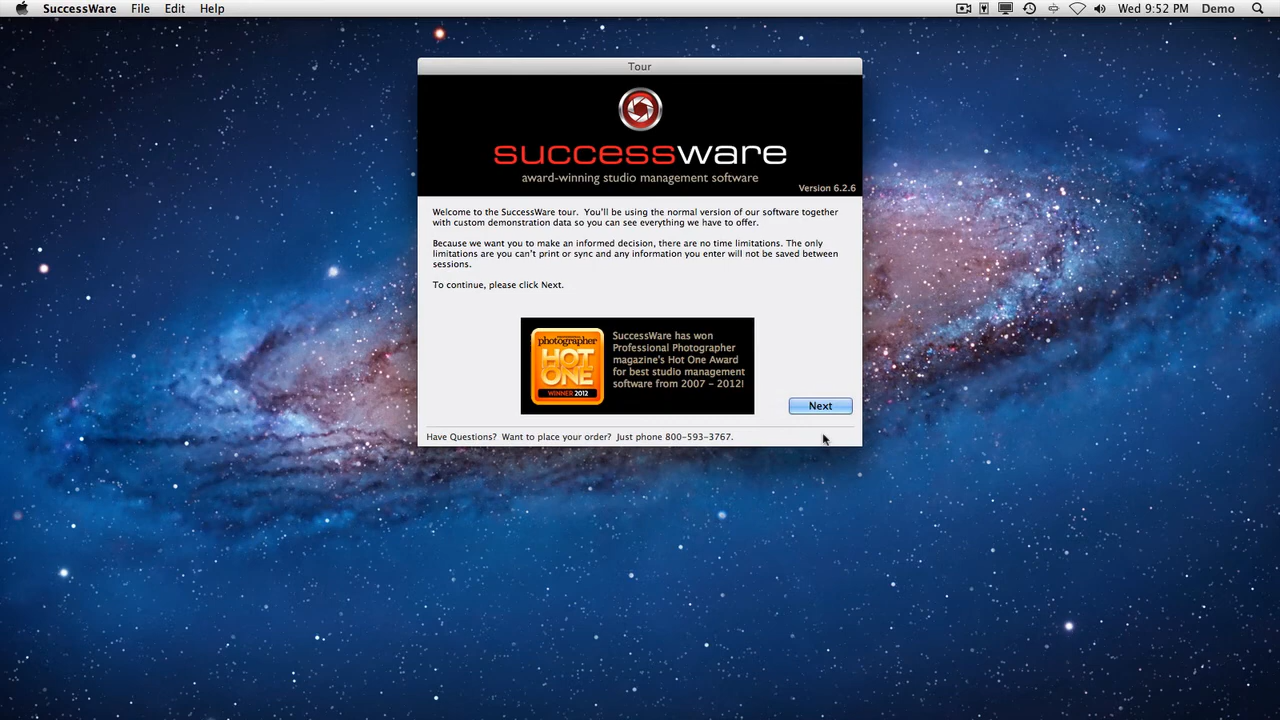 SuccessWare File Edit Help Wed 9:52 PM Demo
Tour
successware
award-winning studio management software
Version 6.2.6
Welcome to the SuccessWare tour. You'll be using the normal version of our software together
with custom demonstration data so you can see everything we have to offer.
Because we want you to make an informed decision, there are no time limitations. The only
limitations are you can't print or sync and any information you enter will not be saved between
sessions.
To continue, please click Next.
photographer
HOT
ONE
WINNER 2012
SuccessWare has won
Professional Photographer
magazine's Hot One Award
for best studio management
software from 2007 - 2012!
Next
Have Questions? Want to place your order? Just phone 800-593-3767.